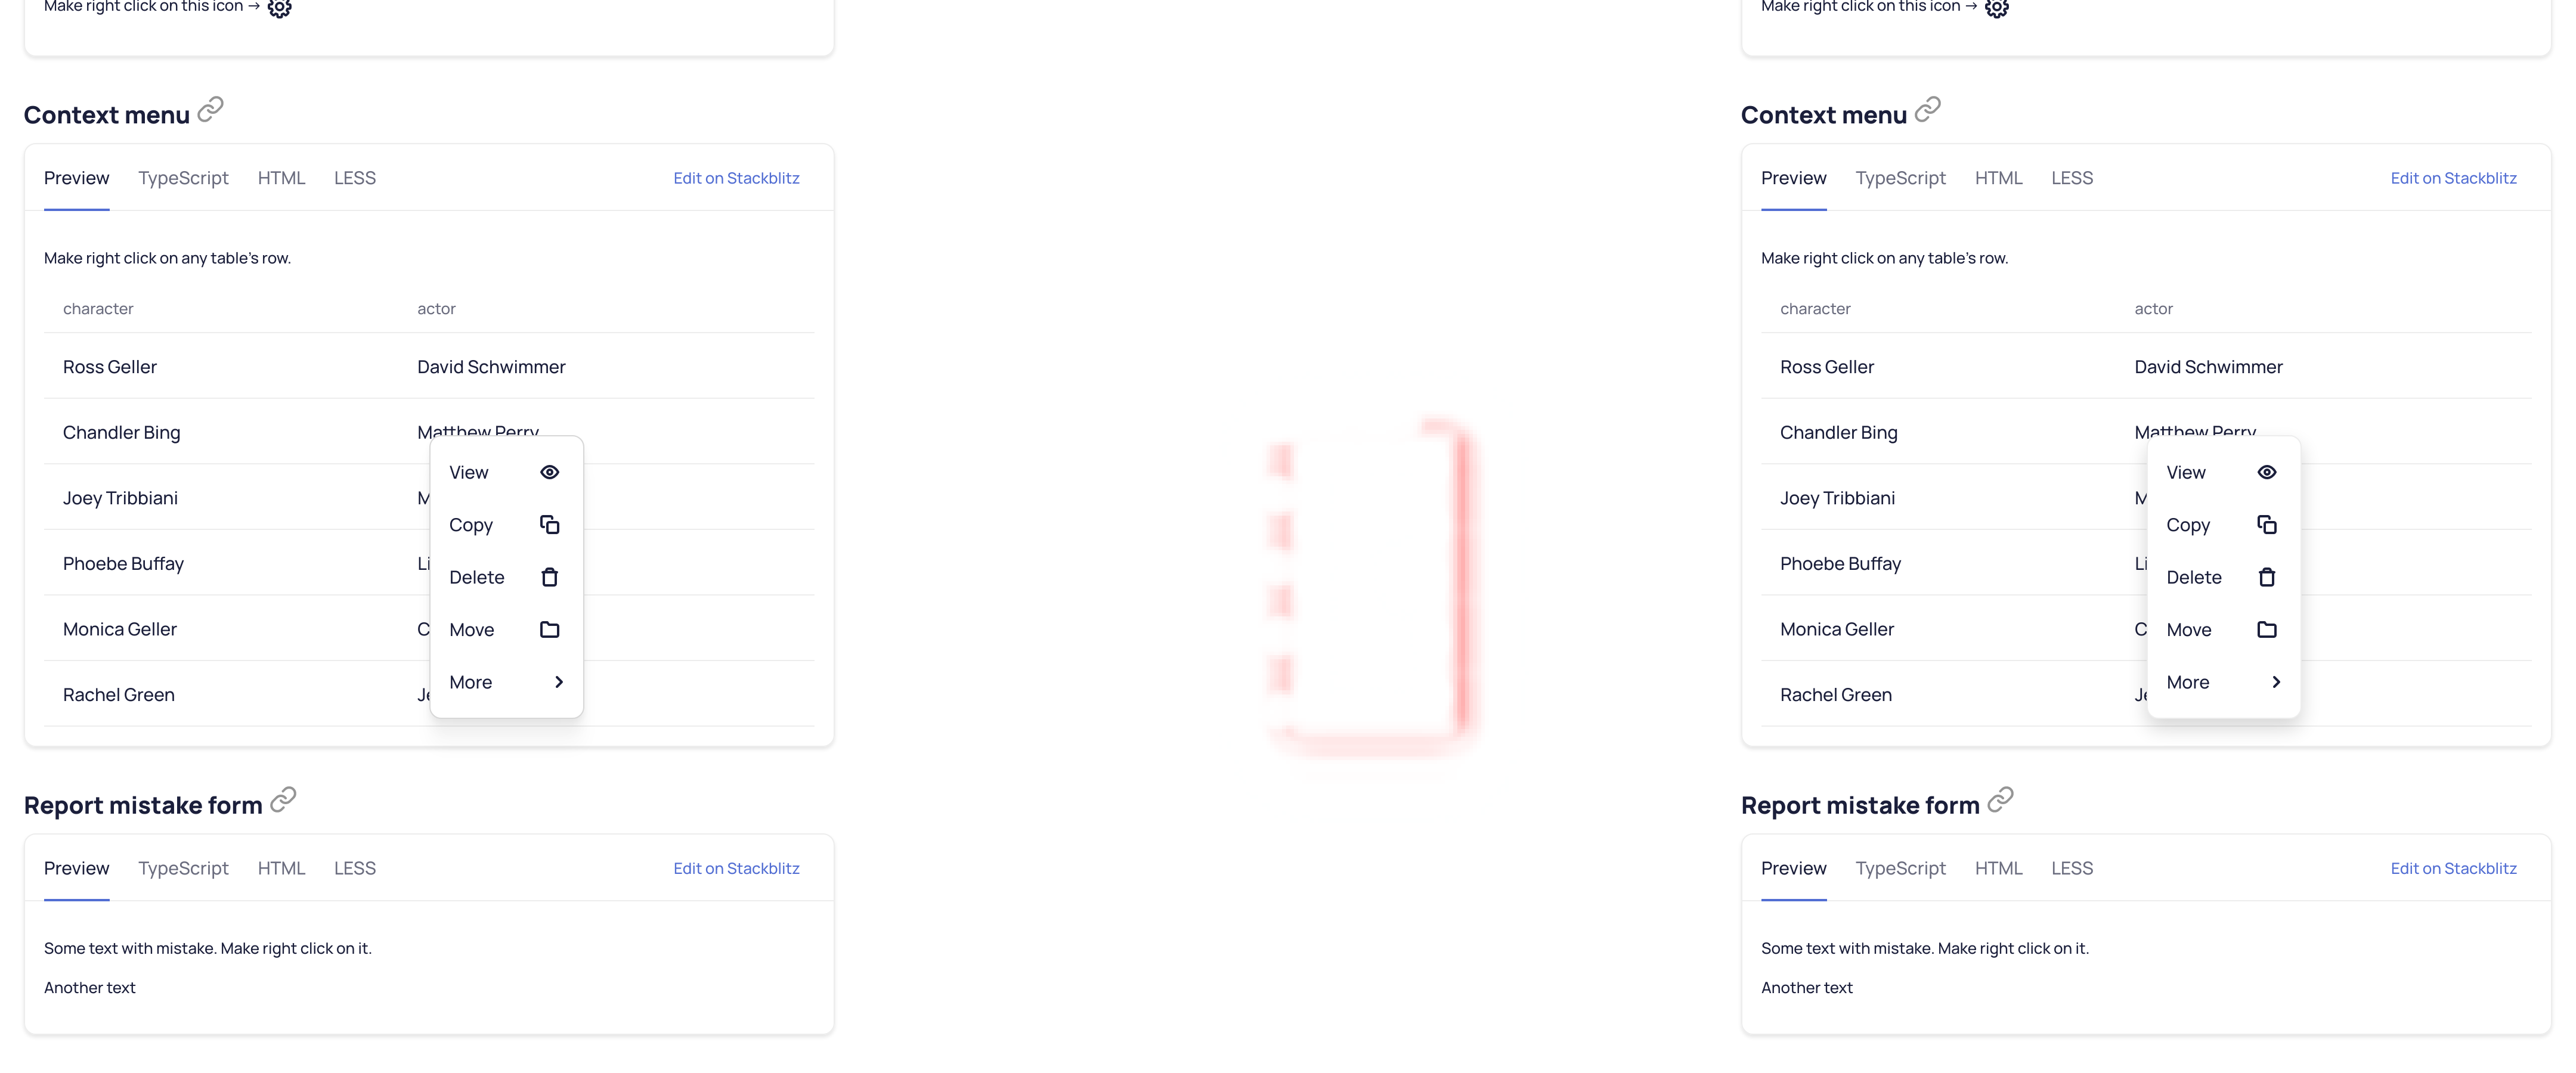 Make right click on this icon →
Context menu
Preview TypeScript HTML LESS Edit on Stackblitz
Make right click on any table's row.
character actor
Ross Geller David Schwimmer
Chandler Bing Matthew Perry
View
Joey Tribbiani M
Copy
Phoebe Buffay Li
Delete
Monica Geller C
Move
More
Rachel Green Je
Report mistake form
Preview TypeScript HTML LESS Edit on Stackblitz
Some text with mistake. Make right click on it.
Another text
Make right click on this icon →
Context menu
Preview TypeScript HTML LESS Edit on Stackblitz
Make right click on any table's row.
character actor
Ross Geller David Schwimmer
Chandler Bing Matthew Perry
View
Joey Tribbiani M
Copy
Phoebe Buffay Li
Delete
Monica Geller C
Move
More
Rachel Green Je
Report mistake form
Preview TypeScript HTML LESS Edit on Stackblitz
Some text with mistake. Make right click on it.
Another text